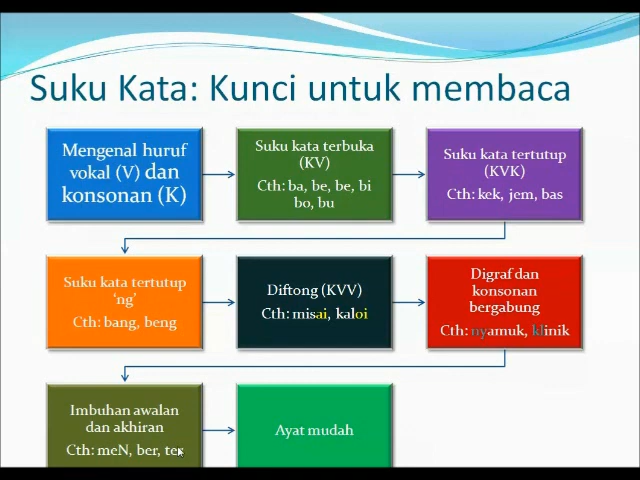 Suku Kata: Kunci untuk membaca
Mengenal huruf
vokal (V) dan
konsonan (K)
Suku kata terbuka
(KV)
Cth: ba, be, be, bi
bo, bu
Suku kata tertutup
(KVK)
Cth: kek, jem, bas
Suku kata tertutup
‘ng’
Cth: bang, beng
Diftong (KVV)
Cth: misai, kaloi
Digraf dan
konsonan
bergabung
Cth: nyamuk, klinik
Imbuhan awalan
dan akhiran
Cth: meN, ber, ter
Ayat mudah